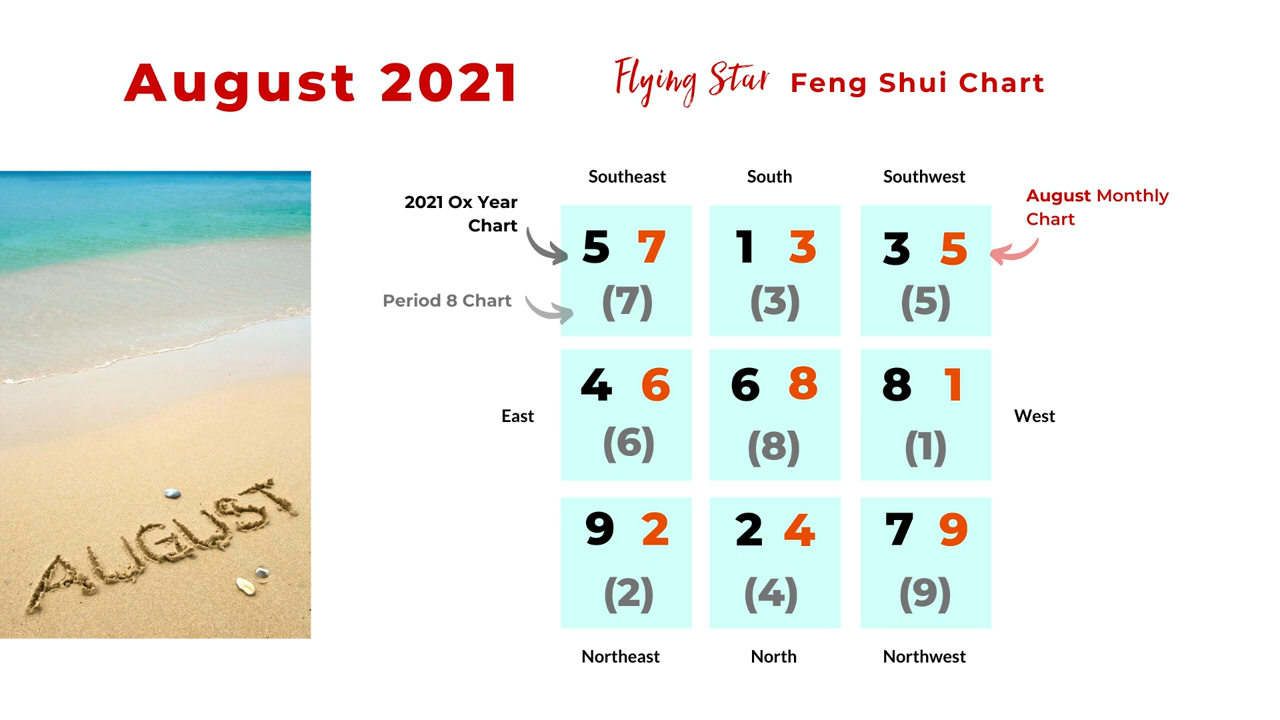 August 2021
Flying Star Feng Shui Chart
Southeast South Southwest
2021 Ox Year
Chart
August Monthly
Chart
Period 8 Chart
5 7 1 3 3 5
(7) (3) (5)
East
West
4 6 6 8 8 1
(6) (8) (1)
9 2 2 4 7 9
(2) (4) (9)
Northeast North Northwest
AUGUST